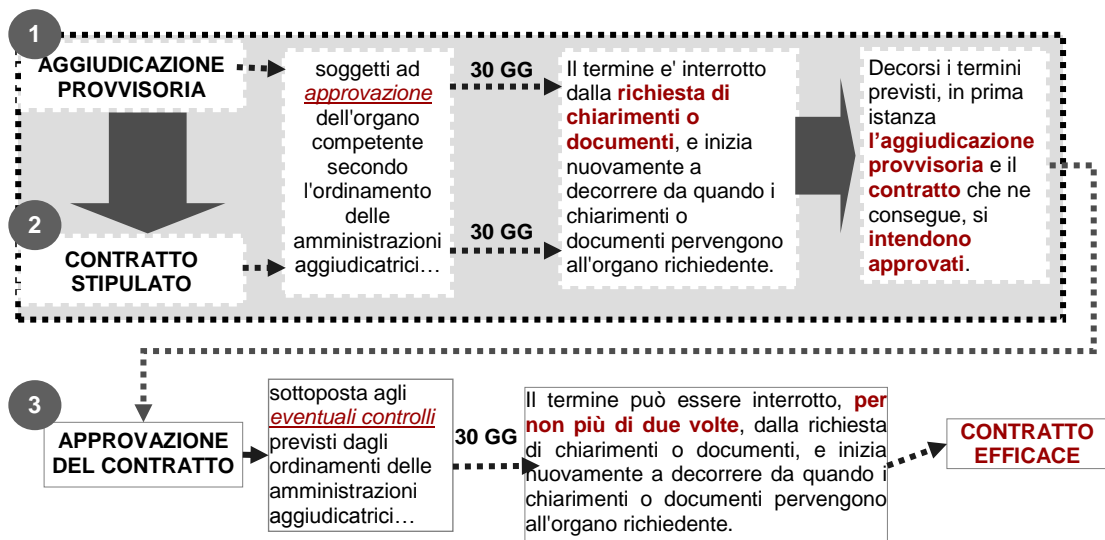 1
AGGIUDICAZIONE
PROVVISORIA
soggetti ad
approvazione
dell'organo
competente
secondo
l'ordinamento
delle
amministrazioni
aggiudicatrici…
30 GG
30 GG
Il termine e' interrotto
dalla richiesta di
chiarimenti o
documenti, e inizia
nuovamente a
decorrere da quando i
chiarimenti o
documenti pervengono
all'organo richiedente.
Decorsi i termini
previsti, in prima
istanza
l'aggiudicazione
provvisoria e il
contratto che ne
consegue, si
intendono
approvati.
2
CONTRATTO
STIPULATO
3
APPROVAZIONE
DEL CONTRATTO
sottoposta agli
eventuali controlli
previsti dagli
ordinamenti delle
amministrazioni
aggiudicatrici…
30 GG
Il termine può essere interrotto, per
non più di due volte, dalla richiesta
di chiarimenti o documenti, e inizia
nuovamente a decorrere da quando i
chiarimenti o documenti pervengono
all'organo richiedente.
CONTRATTO
EFFICACE